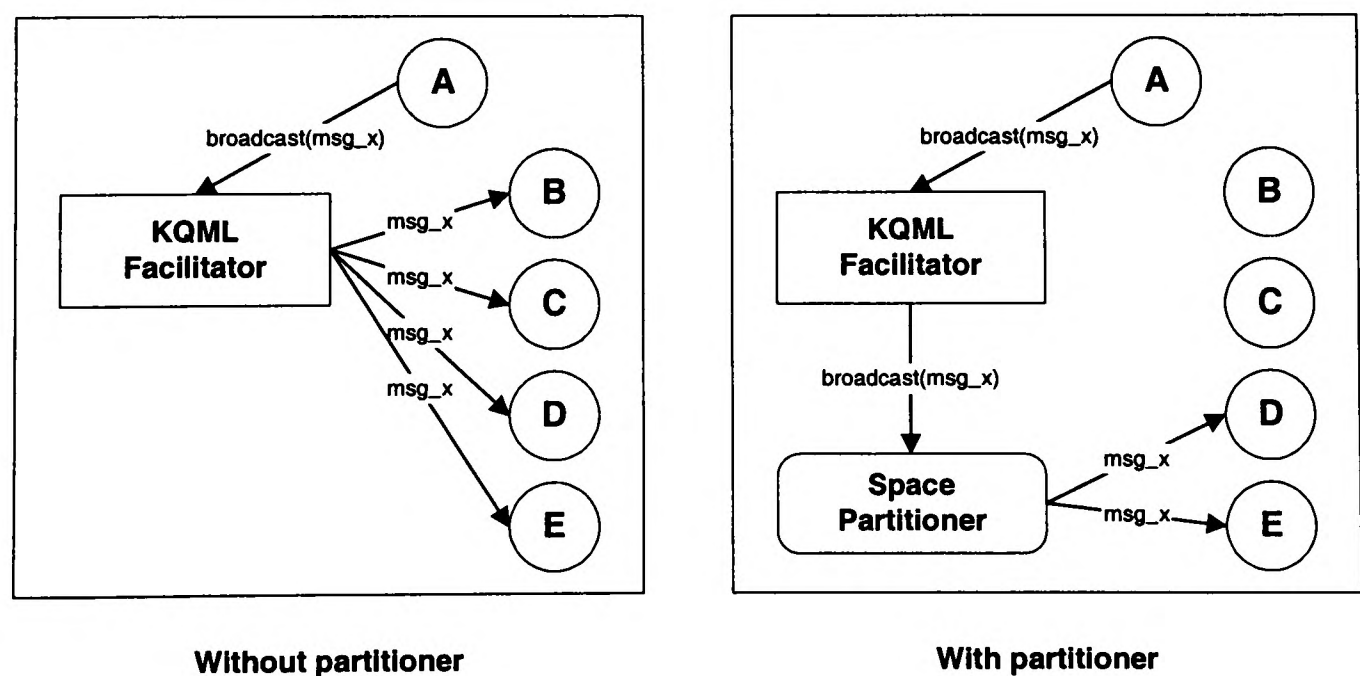 A
broadcast(msg_x)
KQML
Facilitator
msg_x
B
msg_x
C
msg_x
D
msg_x
E
Without partitioner
A
broadcast(msg_x)
KQML
Facilitator
B
C
broadcast(msg_x)
D
msg_x
Space
Partitioner
msg_x
E
With partitioner